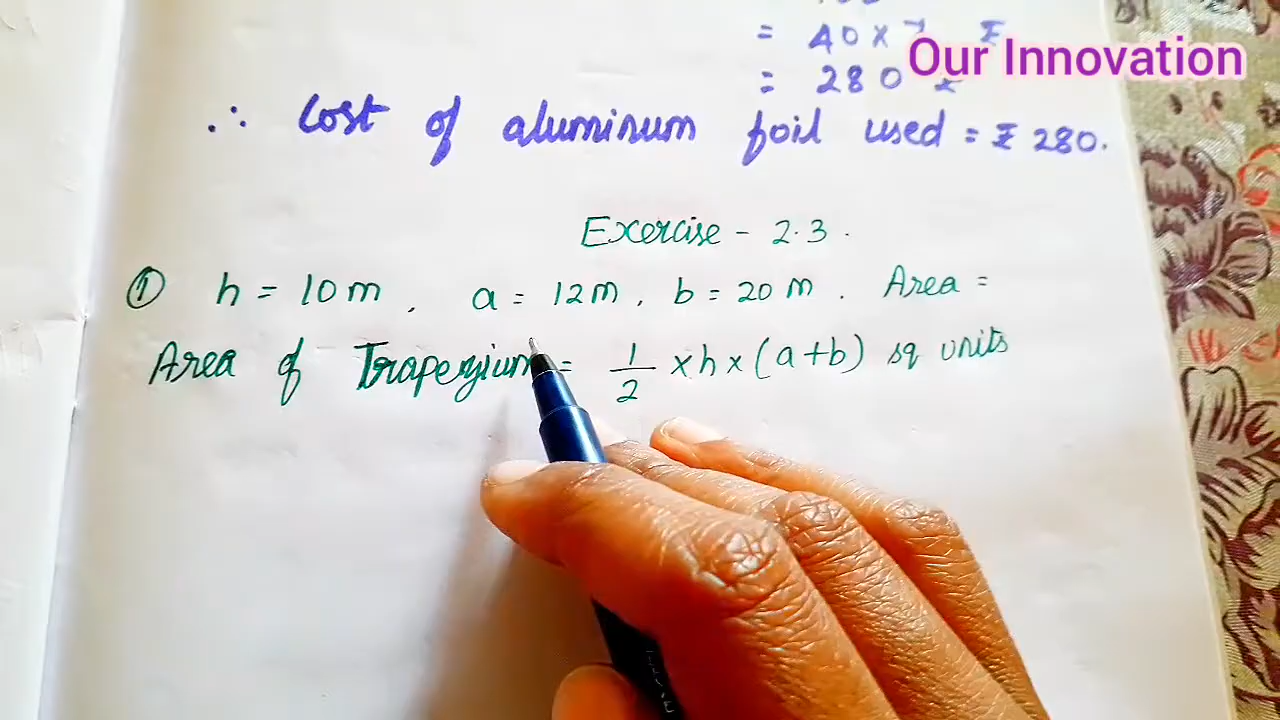 = 40 x 7 ₹
Our Innovation
= 280 ₹
∴ Cost of aluminum foil used = ₹ 280.
Exercise - 2.3.
① h = 10 m, a = 12 m, b = 20 m. Area =
Area of Trapezium = 1/2 x h x (a+b) sq units